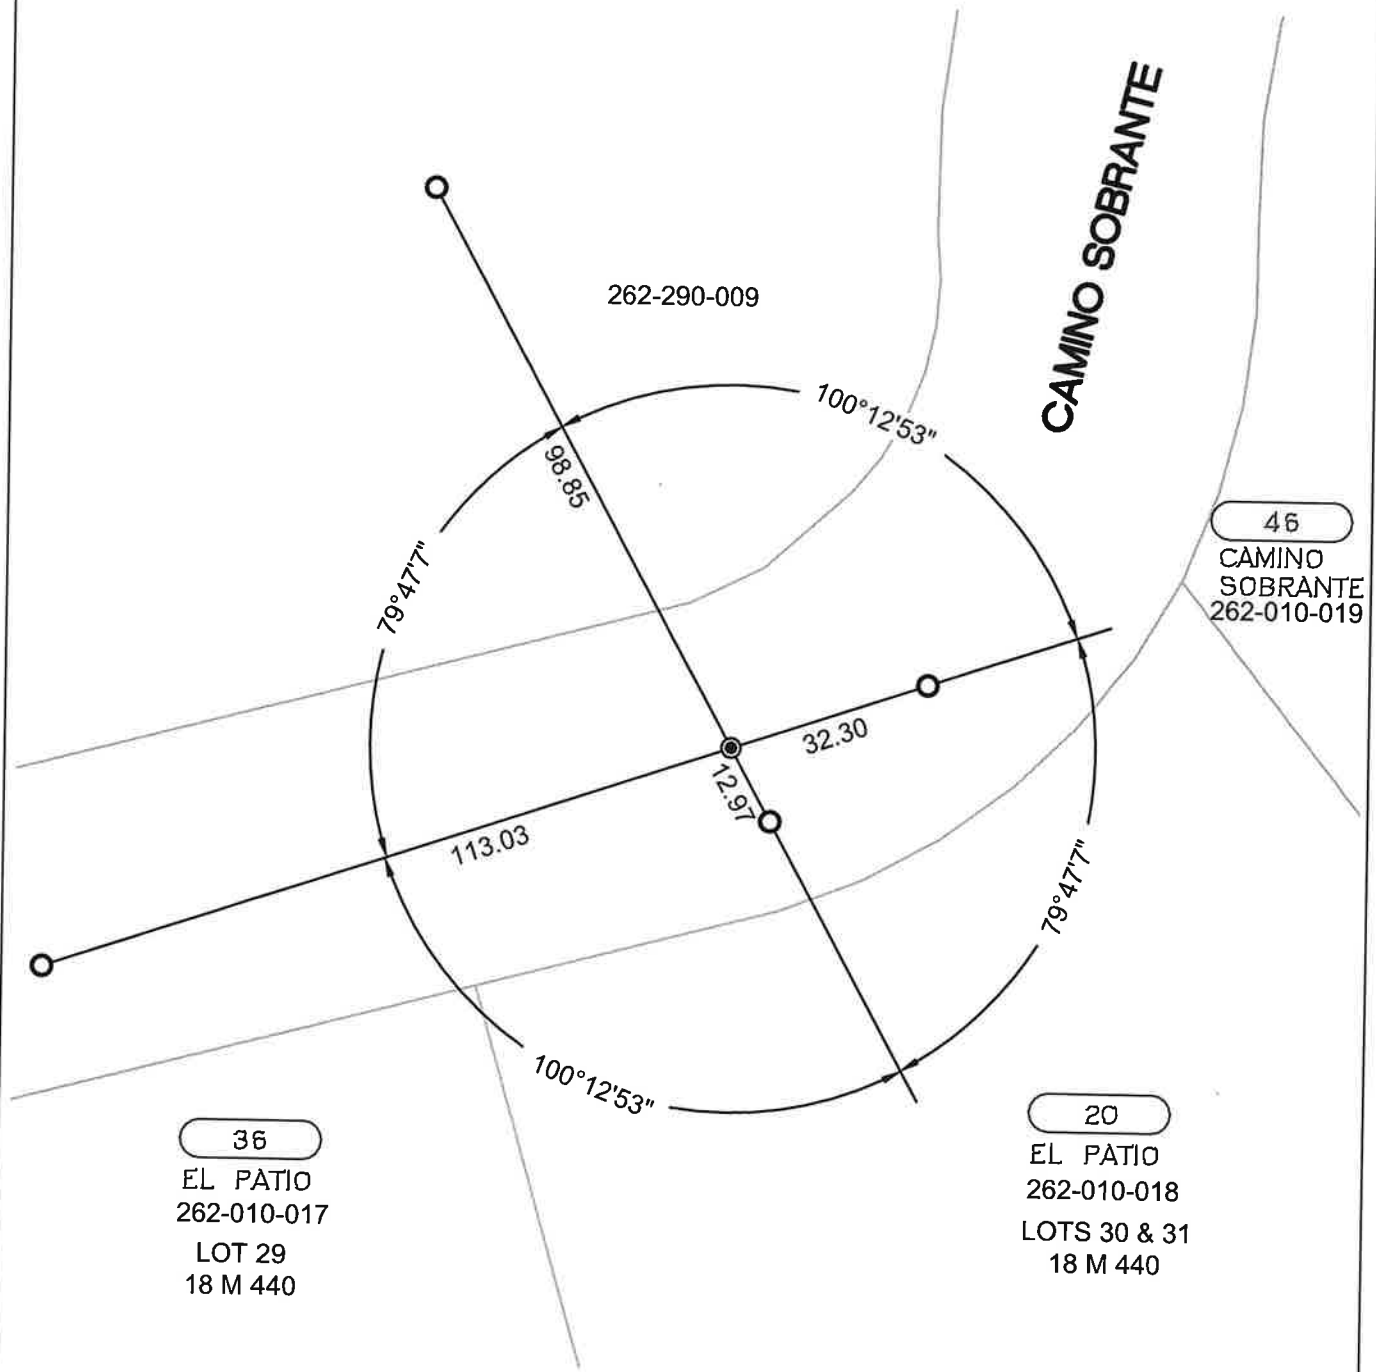 CAMINO SOBRANTE
262-290-009
100°12'53"
98.85
79°47'7"
46
CAMINO
SOBRANTE
262-010-019
32.30
12.97
113.03
79°47'7"
100°12'53"
36
EL PATIO
262-010-017
LOT 29
18 M 440
20
EL PATIO
262-010-018
LOTS 30 & 31
18 M 440